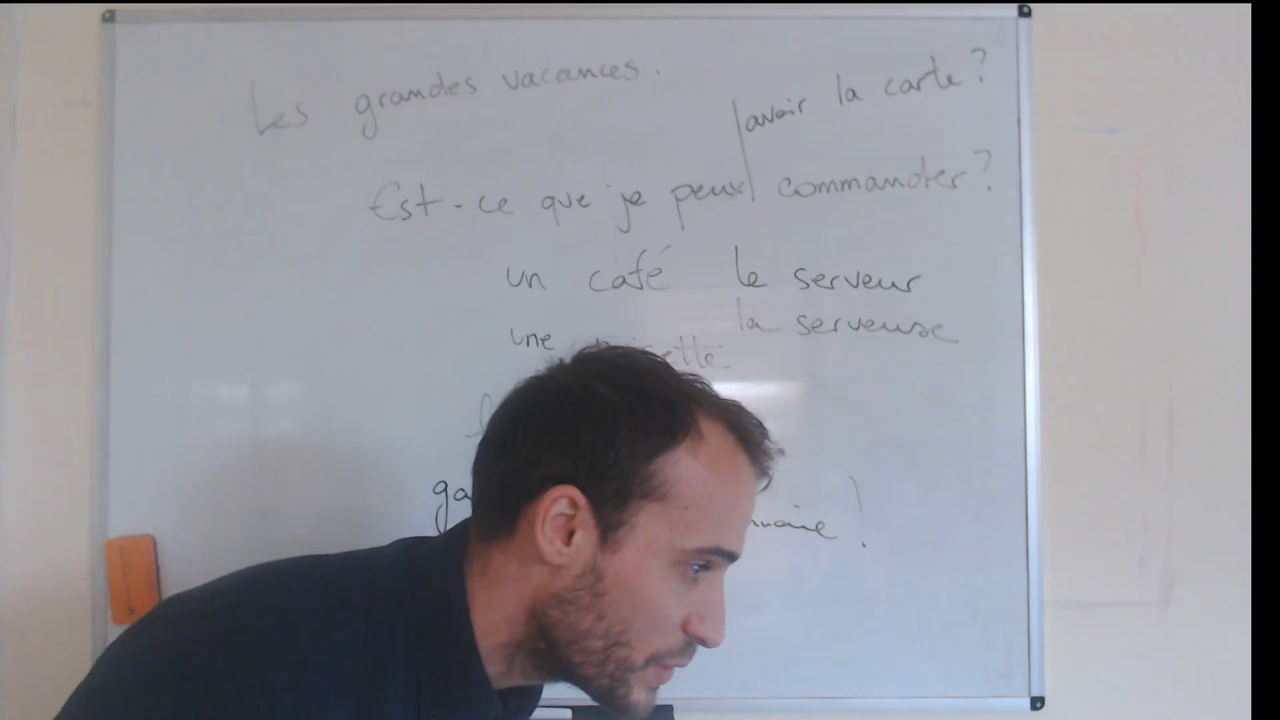 Les grandes vacances.
avoir la carte?
Est-ce que je peux commander?
un café le serveur
une la serveuse